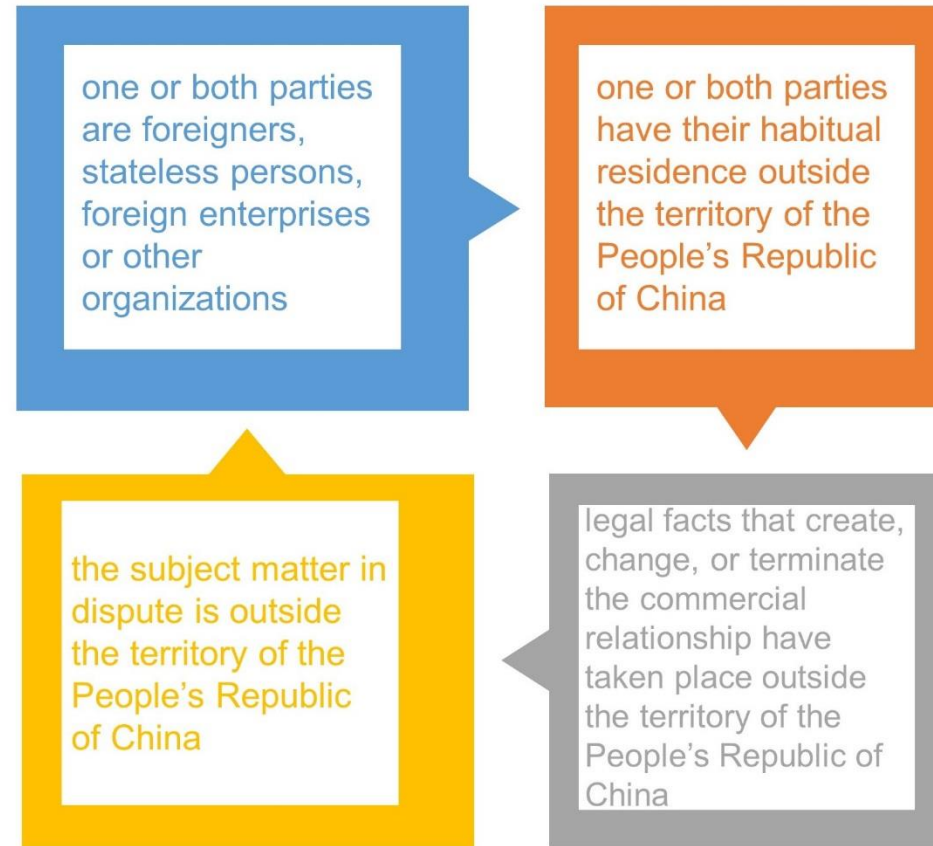 one or both parties
are foreigners,
stateless persons,
foreign enterprises
or other
organizations
one or both parties
have their habitual
residence outside
the territory of the
People’s Republic
of China
legal facts that create,
change, or terminate
the commercial
relationship have
taken place outside
the territory of the
People’s Republic of
China
the subject matter in
dispute is outside
the territory of the
People’s Republic
of China